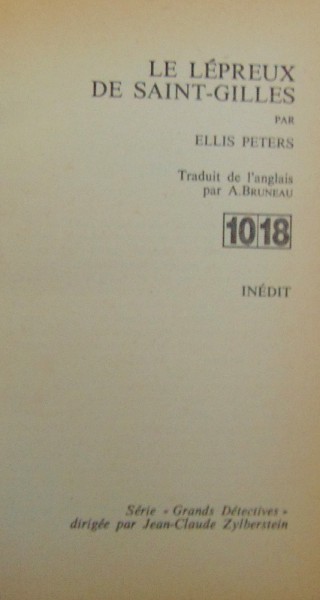 LE LÉPREUX
DE SAINT-GILLES
PAR
ELLIS PETERS
Traduit de l'anglais
par A. BRUNEAU
10|18
INÉDIT
Série « Grands Détectives »
dirigée par Jean-Claude Zylberstein